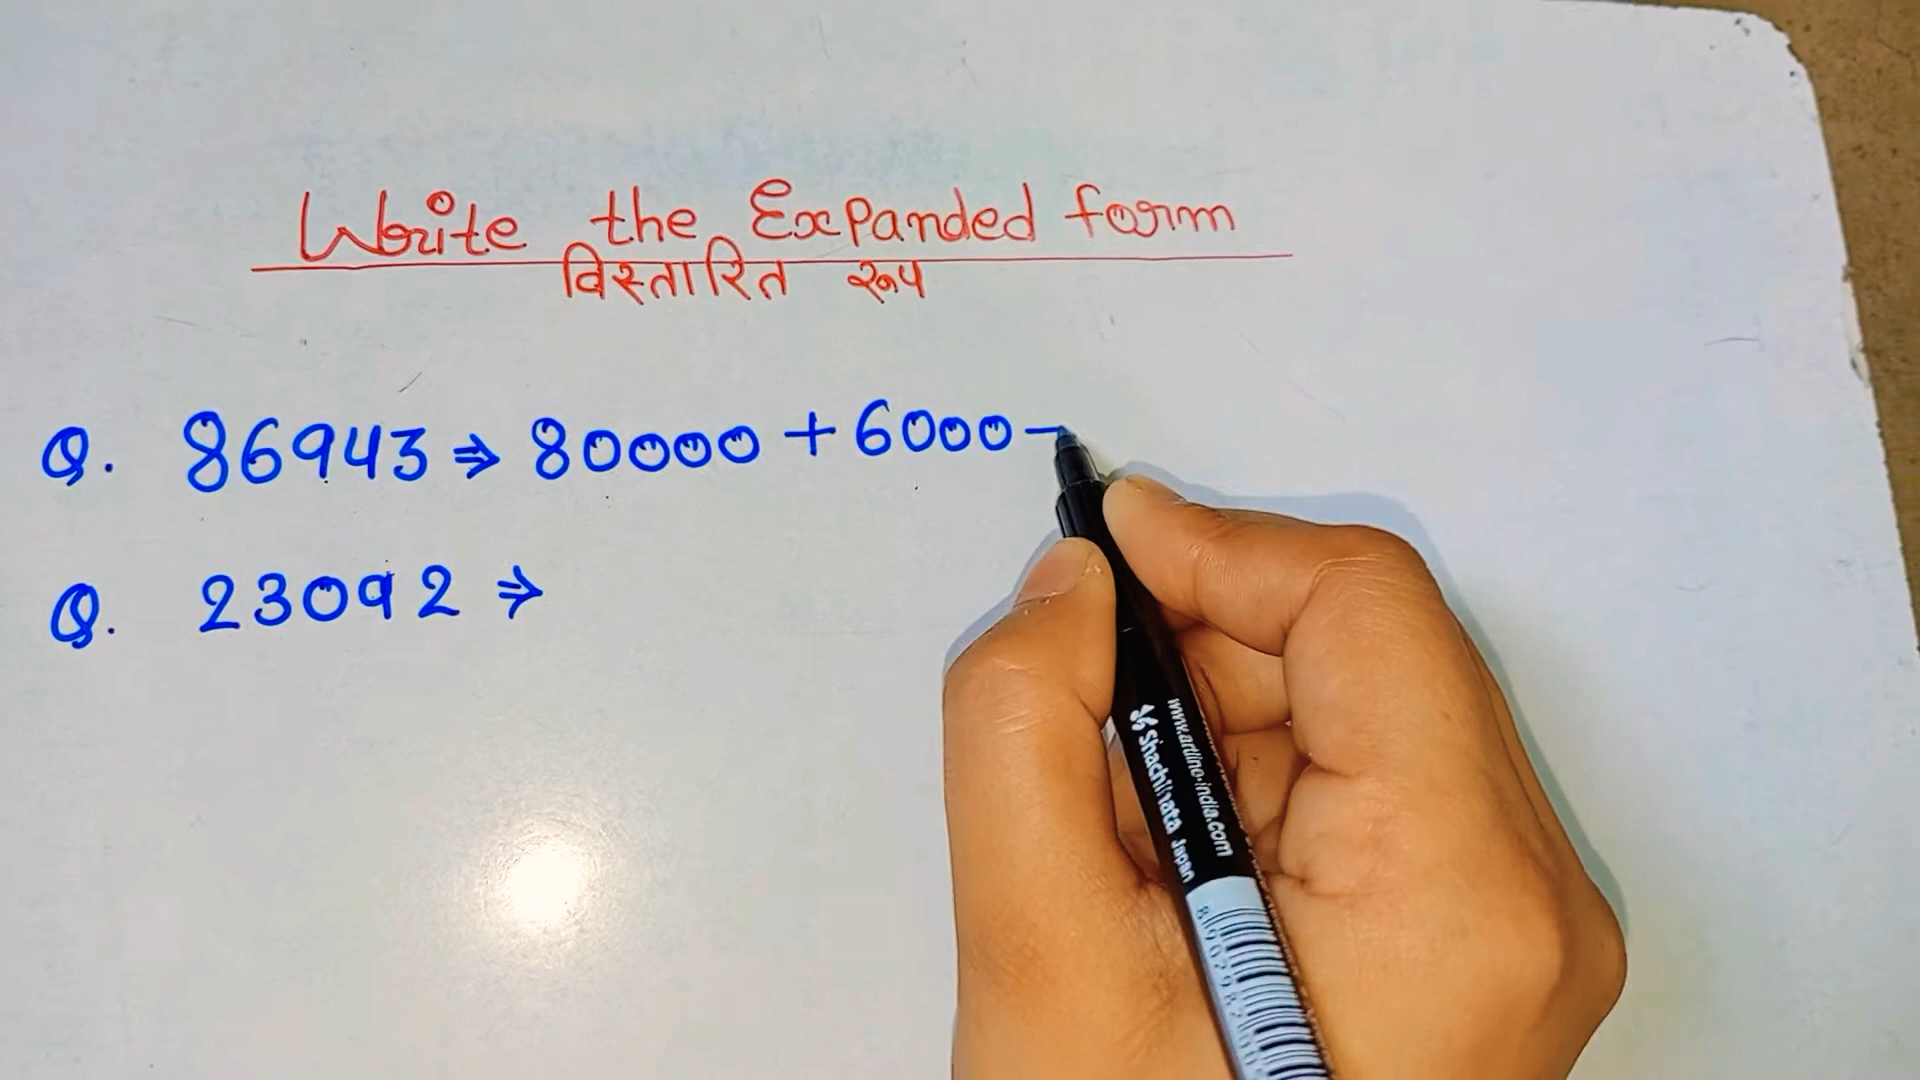 Write the Expanded form
विस्तारित रूप
Q. 86943 ⇒ 80000 + 6000 -
Q. 23092 ⇒
www.artline-india.com
Shachihata Japan